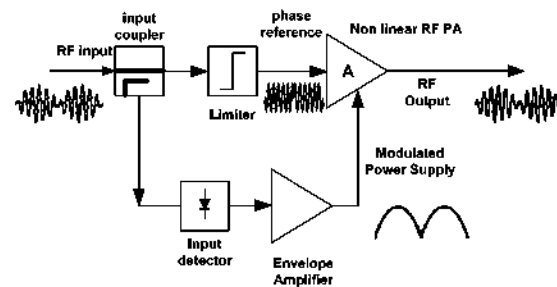 input
coupler
RF input
phase
reference
Non linear RF PA
A
Limiter
RF
Output
Modulated
Power Supply
Input
detector
Envelope
Amplifier